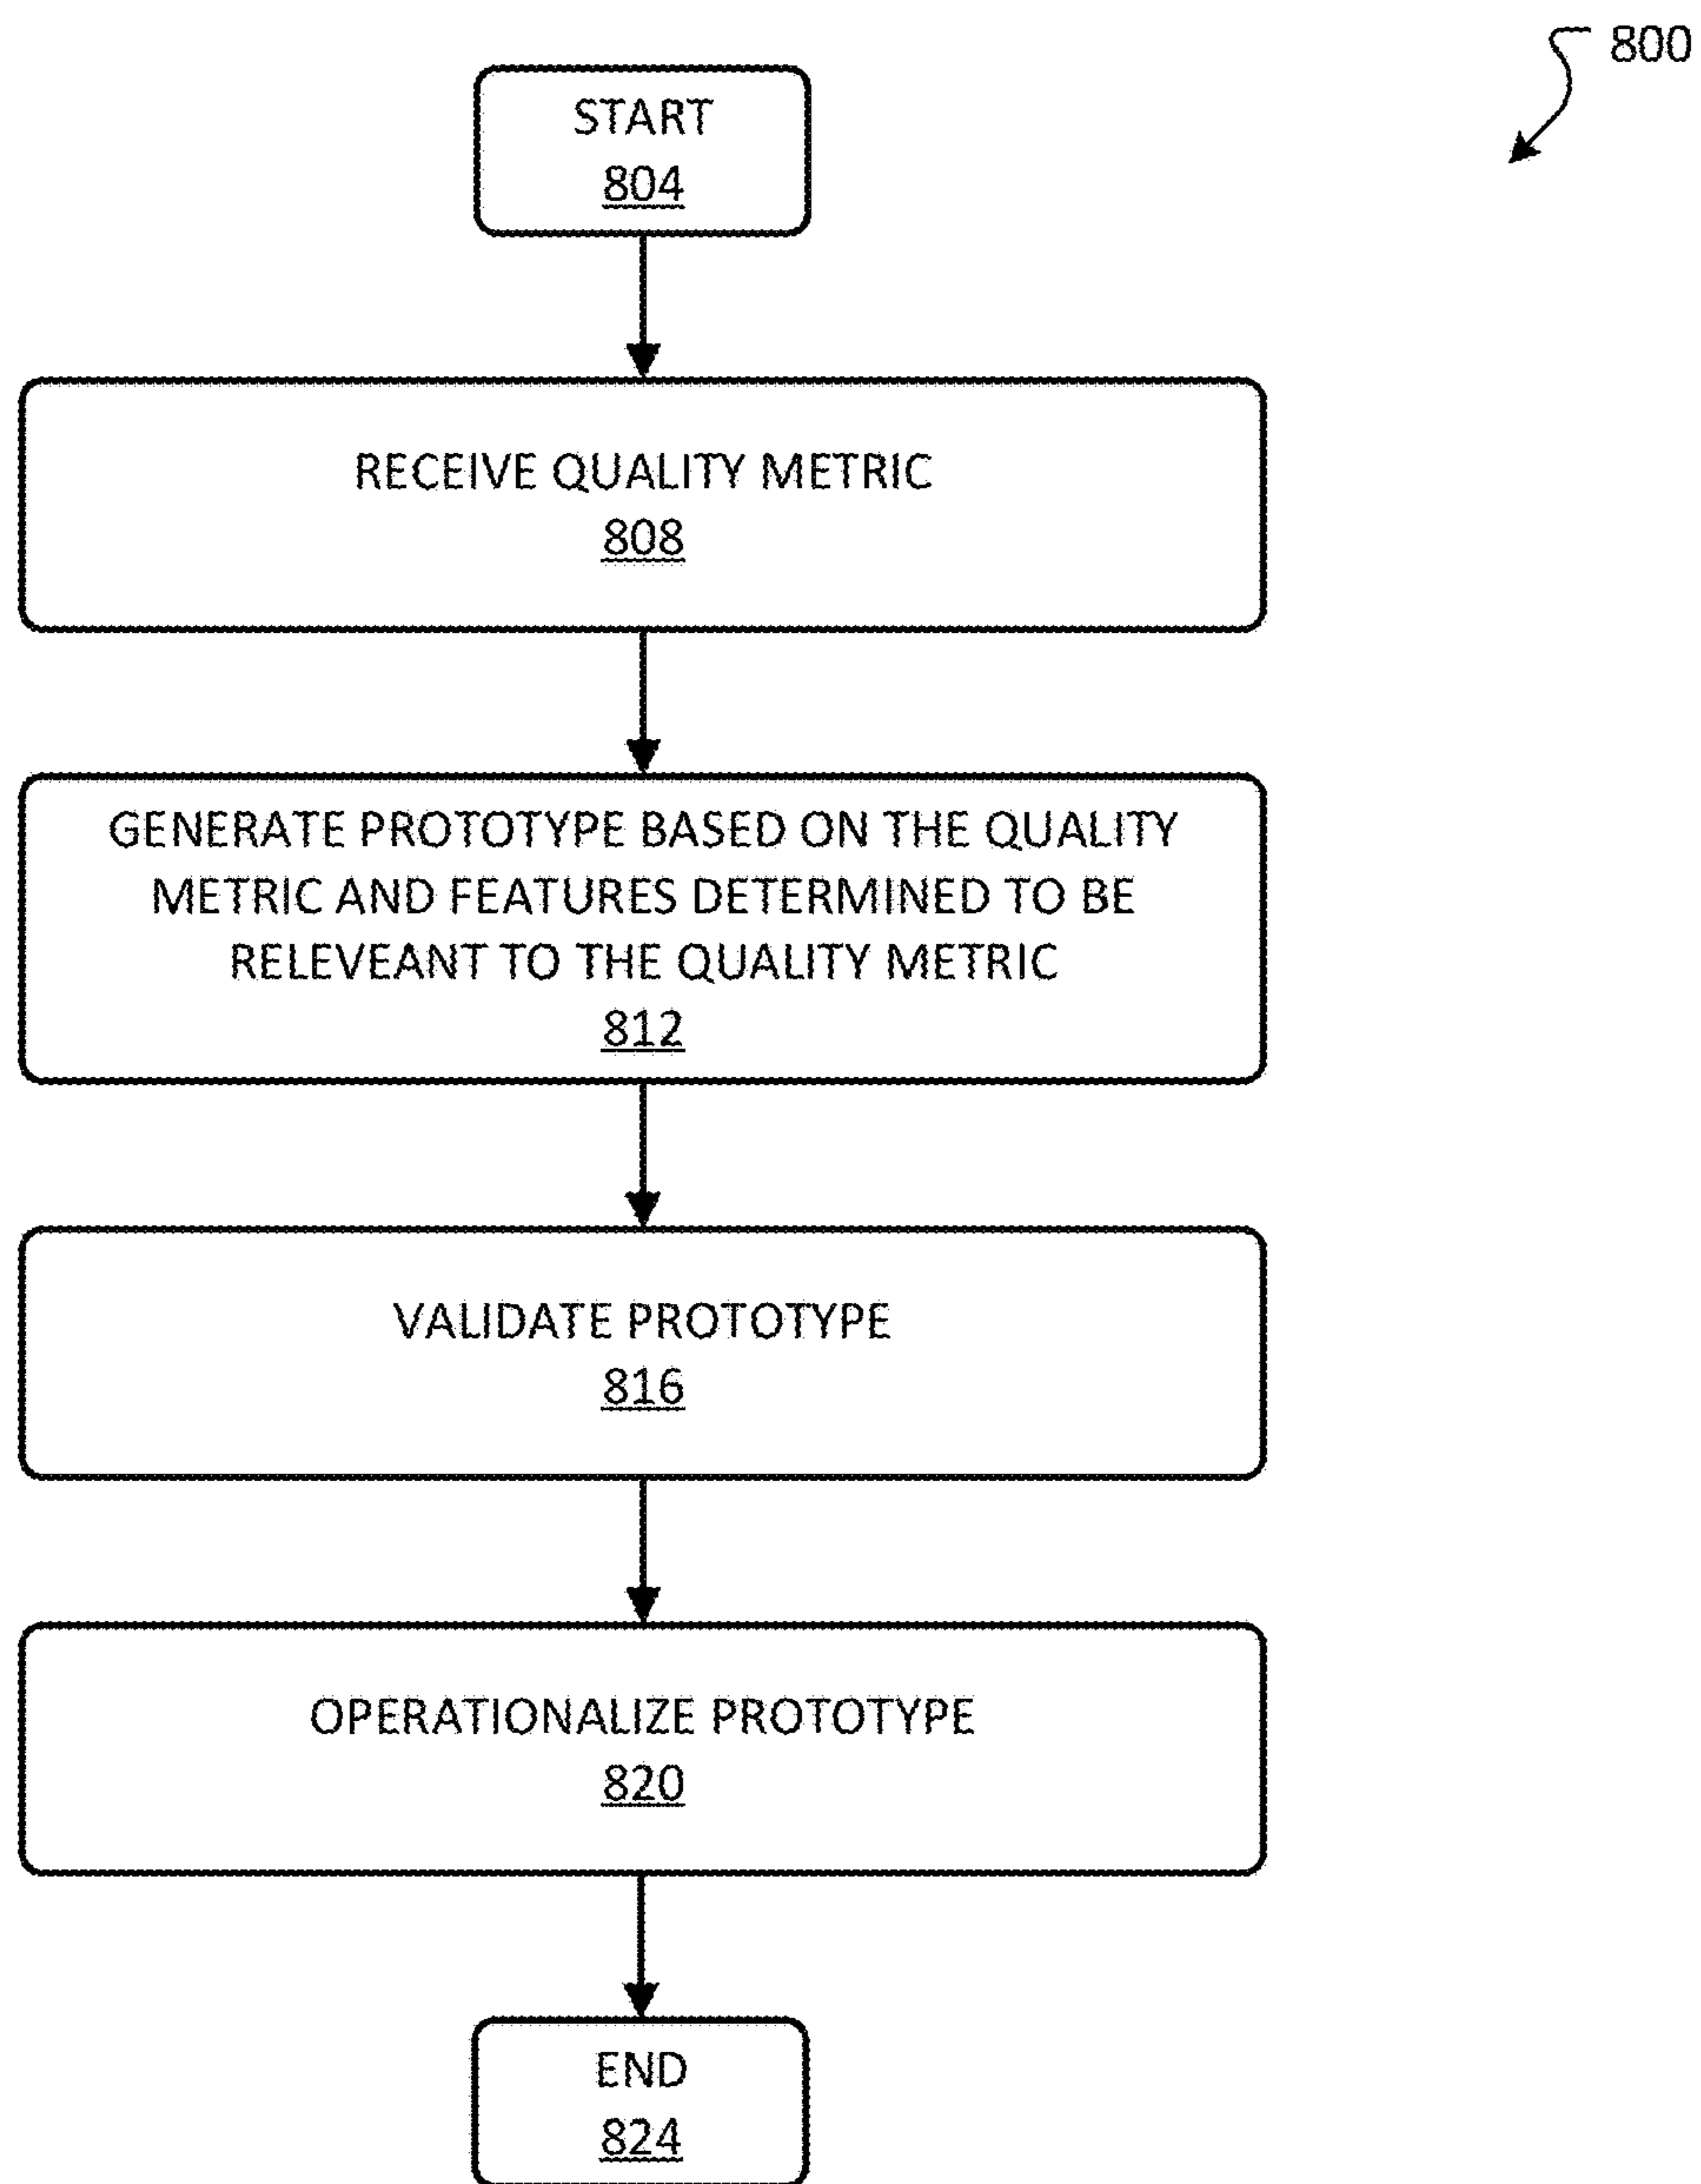 800
START
804
RECEIVE QUALITY METRIC
808
GENERATE PROTOTYPE BASED ON THE QUALITY
METRIC AND FEATURES DETERMINED TO BE
RELEVEANT TO THE QUALITY METRIC
812
VALIDATE PROTOTYPE
816
OPERATIONALIZE PROTOTYPE
820
END
824